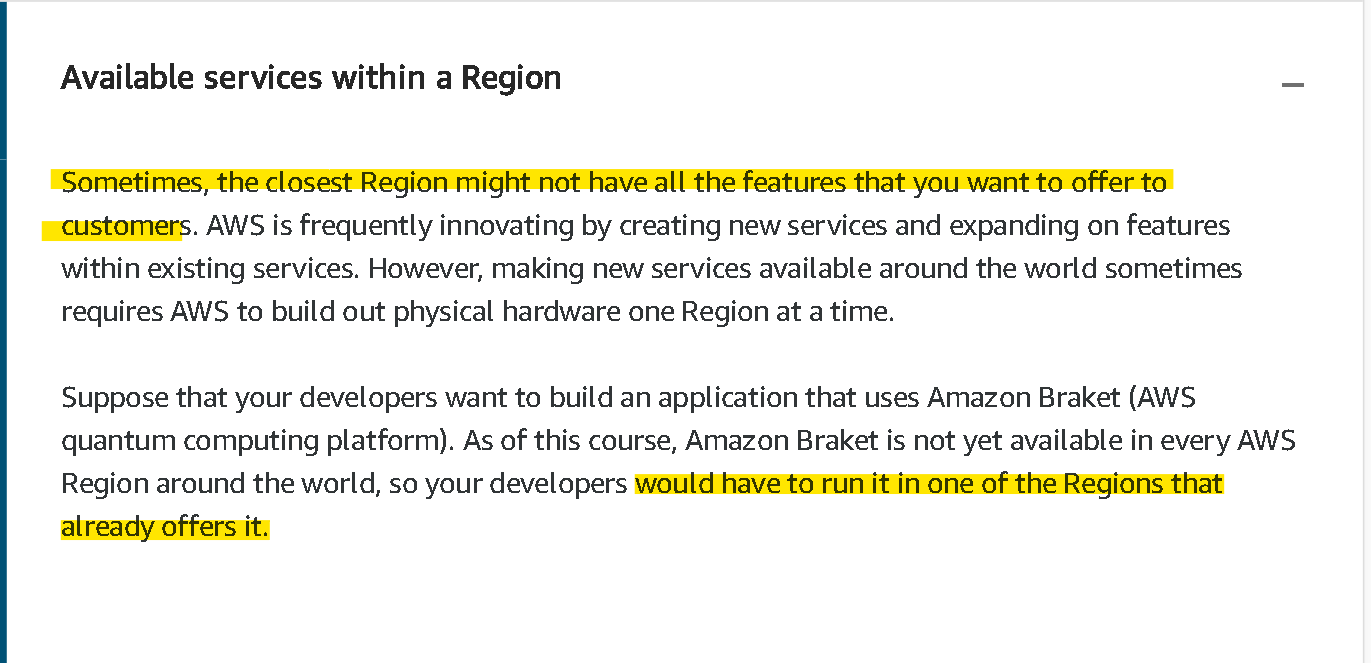 Available services within a Region
Sometimes, the closest Region might not have all the features that you want to offer to
customers. AWS is frequently innovating by creating new services and expanding on features
within existing services. However, making new services available around the world sometimes
requires AWS to build out physical hardware one Region at a time.
Suppose that your developers want to build an application that uses Amazon Braket (AWS
quantum computing platform). As of this course, Amazon Braket is not yet available in every AWS
Region around the world, so your developers would have to run it in one of the Regions that
already offers it.